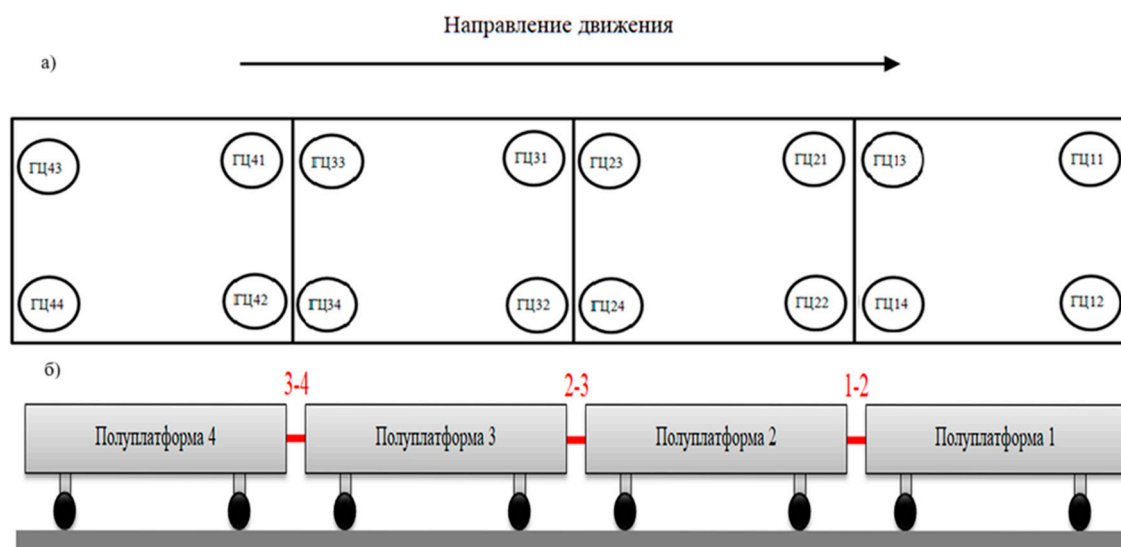 Направление движения
а)
ГЦ43 ГЦ41 ГЦ33 ГЦ31 ГЦ23 ГЦ21 ГЦ13 ГЦ11
ГЦ44 ГЦ42 ГЦ34 ГЦ32 ГЦ24 ГЦ22 ГЦ14 ГЦ12
б)
3-4 2-3 1-2
Полуплатформа 4 Полуплатформа 3 Полуплатформа 2 Полуплатформа 1